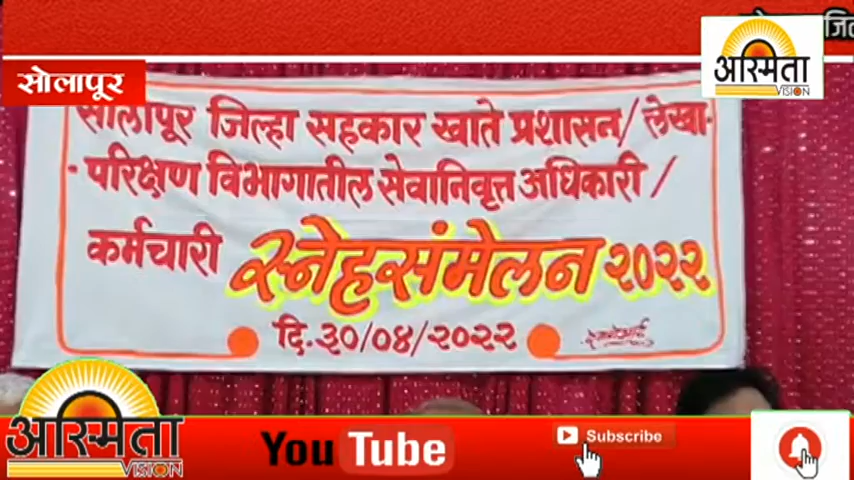 जिल
अस्मिता
VISION
सोलापूर
सोलापूर जिल्हा सहकार खाते प्रशासन/लेखा-
परिक्षण विभागातील सेवानिवृत्त अधिकारी/
कर्मचारी स्नेहसंमेलन २०२२
दि.३०/०४/२०२२
अस्मिता
VISION
YouTube
Subscribe